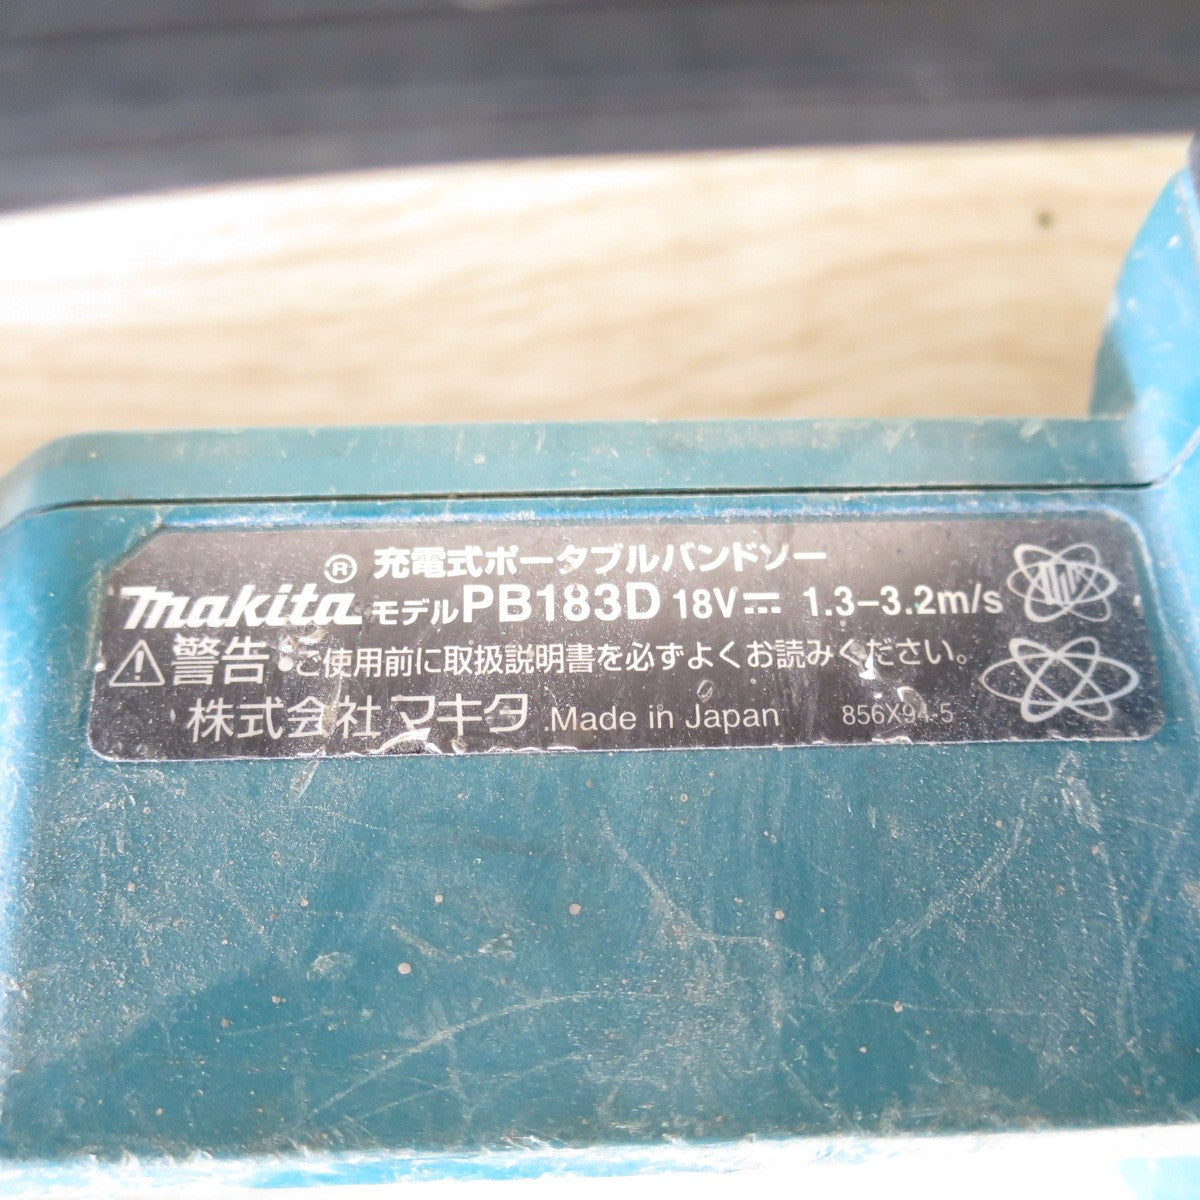 ® 充電式ポータブルバンドソー
makita モデルPB183D 18V 1.3-3.2m/s
警告 ・ご使用前に取扱説明書を必ずよくお読みください。
株式会社マキタ .Made in Japan 856X94-5